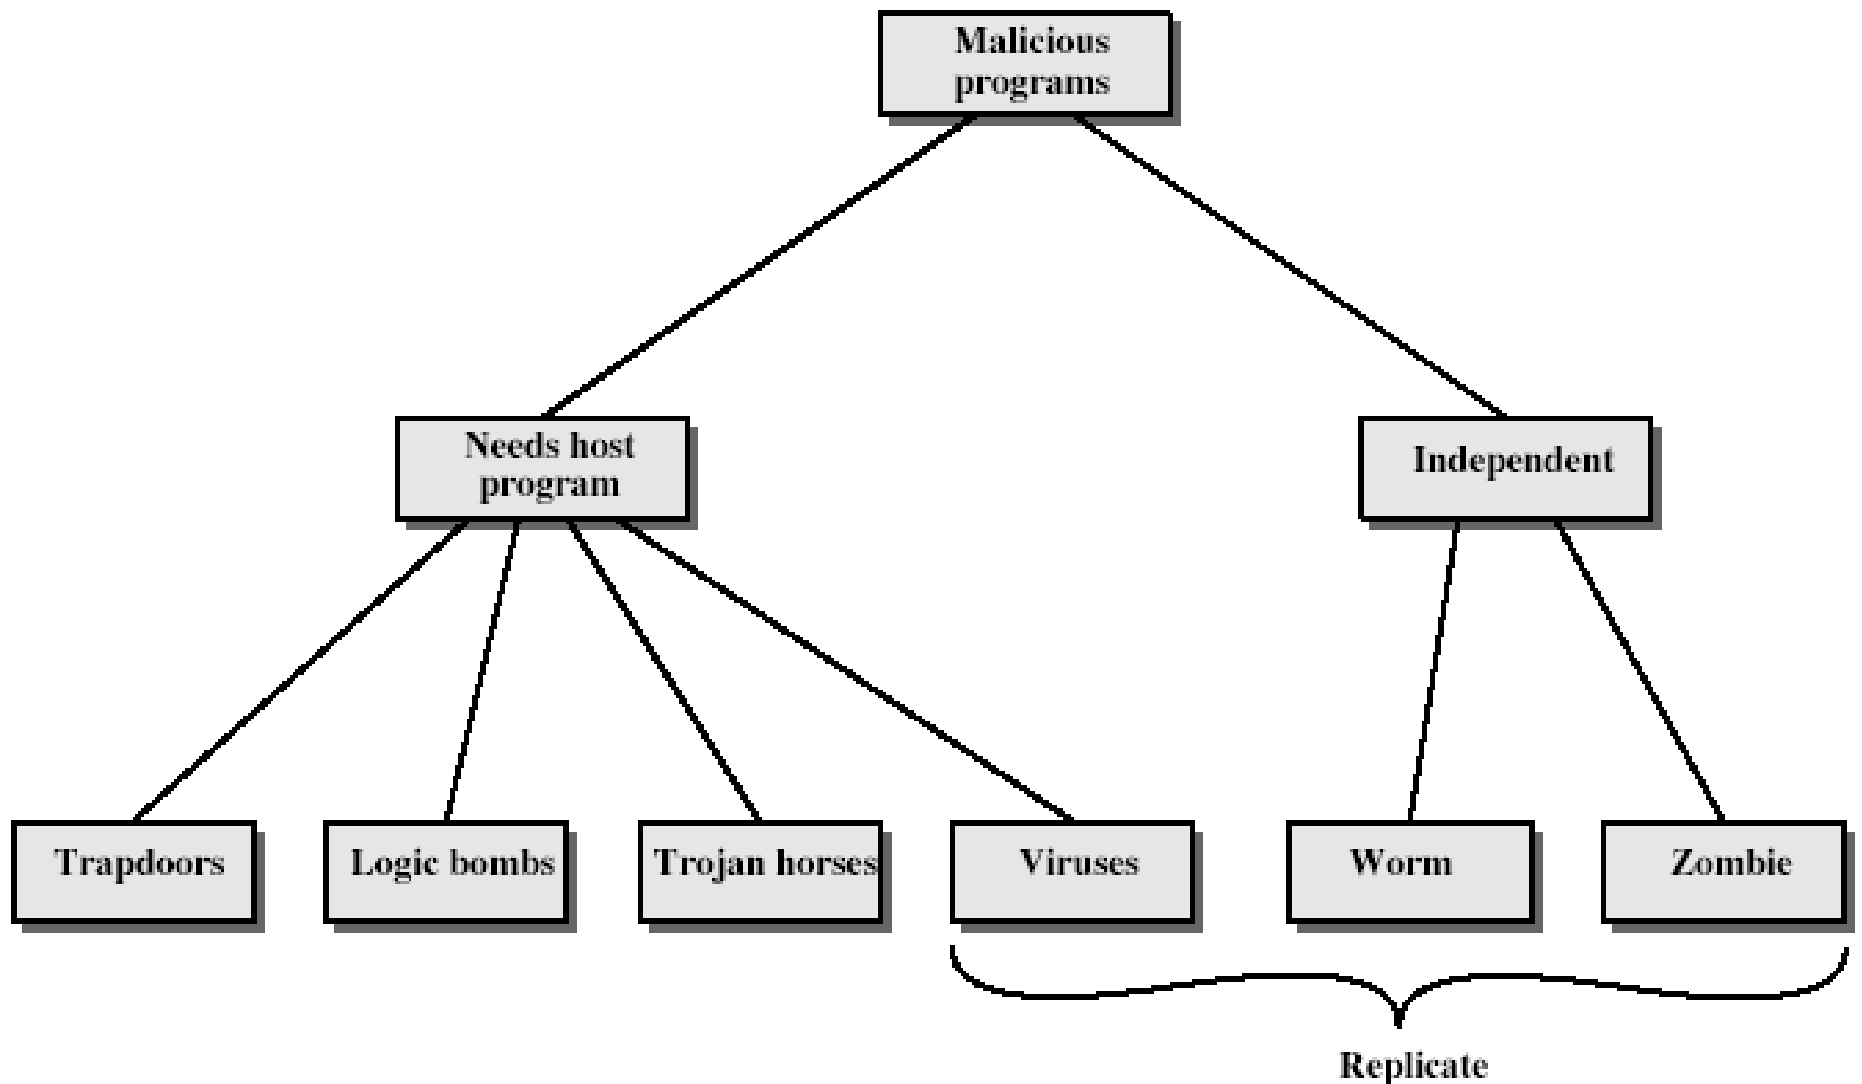 Malicious
programs
Needs host
program
Independent
Trapdoors
Logic bombs
Trojan horses
Viruses
Worm
Zombie
Replicate